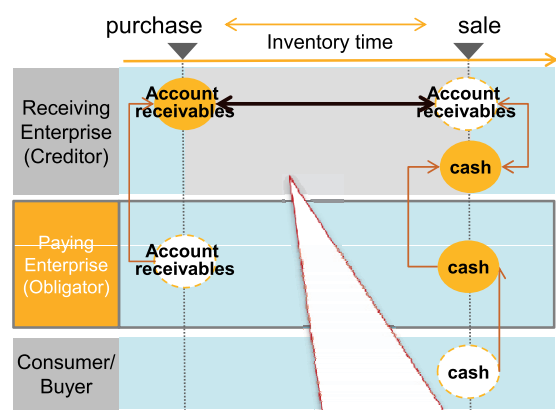 purchase
sale
Inventory time
Receiving
Enterprise
(Creditor)
Account
receivables
Account
receivables
cash
Paying
Enterprise
(Obligator)
Account
receivables
cash
Consumer/
Buyer
cash